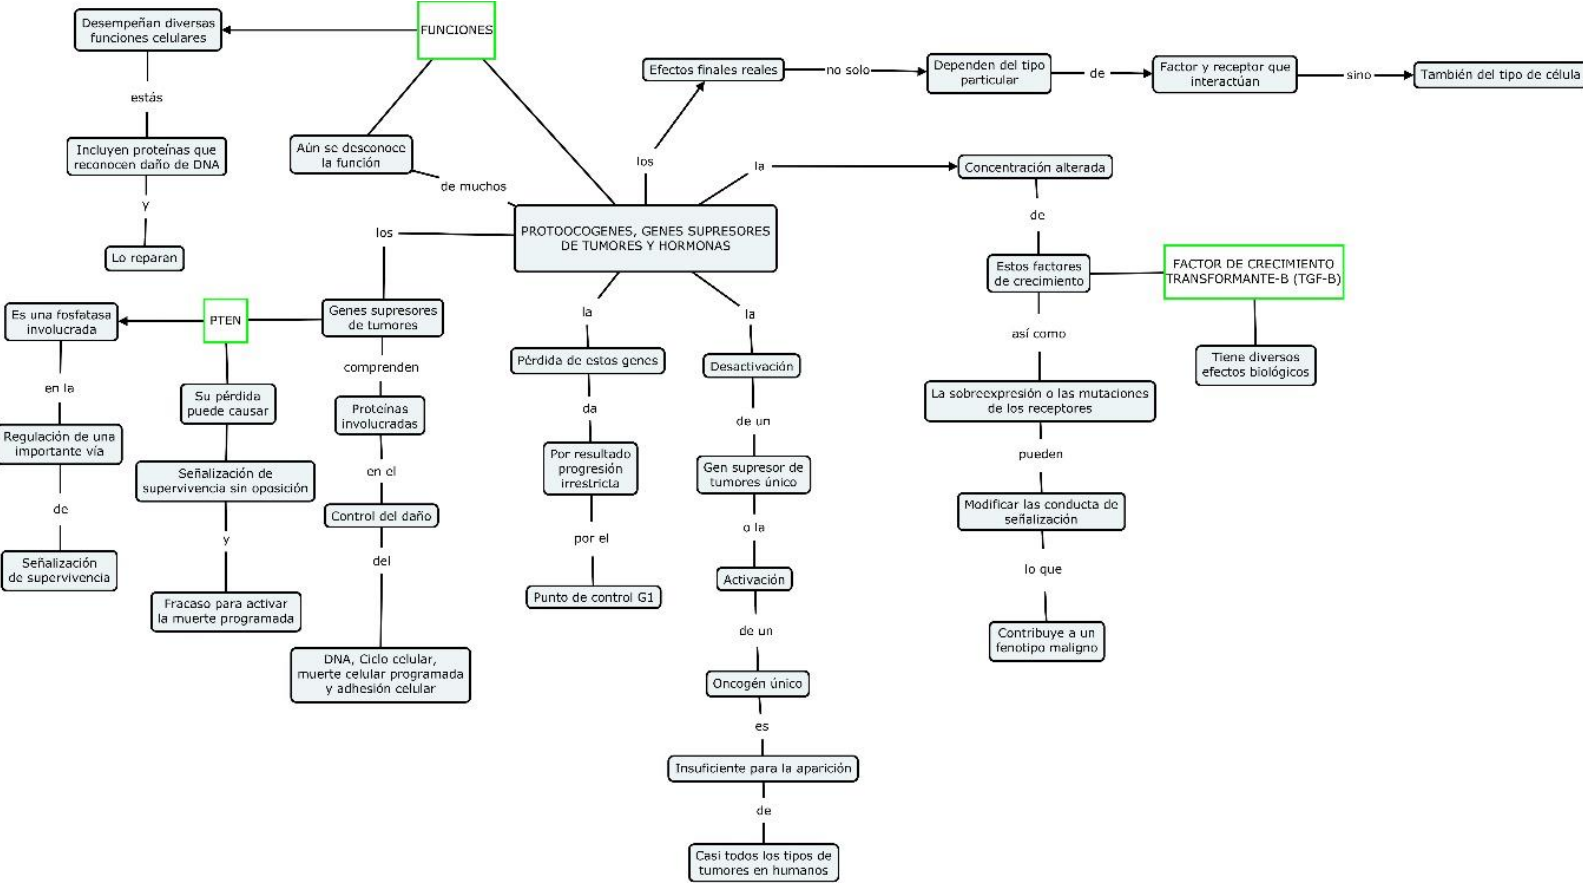 Desempeñan diversas
funciones celulares
FUNCIONES
estás
Incluyen proteínas que
reconocen daño de DNA
y
Lo reparan
Aún se desconoce
la función
de muchos
Efectos finales reales
no solo
Dependen del tipo
particular
de
Factor y receptor que
interactúan
sino
También del tipo de célula
los
la
Concentración alterada
de
Estos factores
de crecimiento
FACTOR DE CRECIMIENTO
TRANSFORMANTE-B (TGF-B)
Tiene diversos
efectos biológicos
así como
La sobreexpresión o las mutaciones
de los receptores
pueden
Modificar las conducta de
señalización
lo que
Contribuye a un
fenotipo maligno
PROTOOCOGENES, GENES SUPRESORES
DE TUMORES Y HORMONAS
los
Genes supresores
de tumores
PTEN
Es una fosfatasa
involucrada
en la
Regulación de una
importante vía
de
Señalización
de supervivencia
Su pérdida
puede causar
Señalización de
supervivencia sin oposición
y
Fracaso para activar
la muerte programada
comprenden
Proteínas
involucradas
en el
Control del daño
del
DNA, Ciclo celular,
muerte celular programada
y adhesión celular
la
Pérdida de estos genes
da
Por resultado
progresión
irrestricta
por el
Punto de control G1
la
Desactivación
de un
Gen supresor de
tumores único
o la
Activación
de un
Oncogén único
es
Insuficiente para la aparición
de
Casi todos los tipos de
tumores en humanos